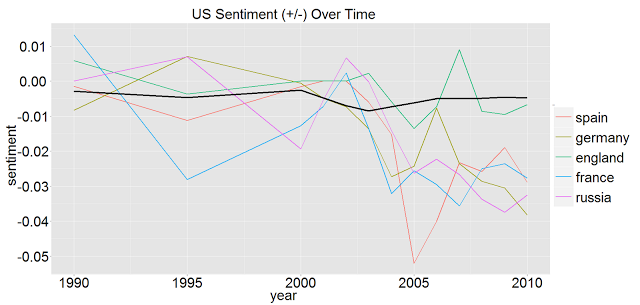 US Sentiment (+/-) Over Time
sentiment
0.01
0.00
-0.01
-0.02
-0.03
-0.04
-0.05
1990
1995
2000
2005
2010
year
spain
germany
england
france
russia